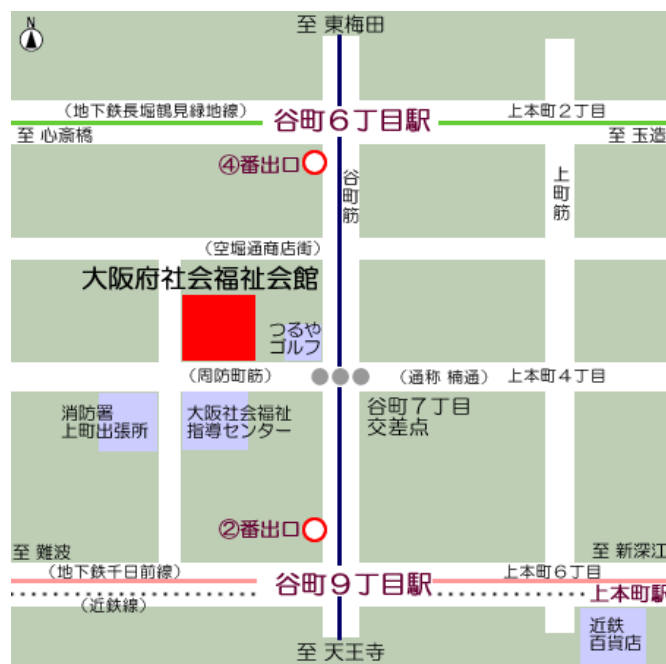 N
至 東梅田
(地下鉄長堀鶴見緑地線)
谷町6丁目駅
上本町2丁目
至 心斎橋
至 玉造
④番出口
谷町筋
上町筋
(空堀通商店街)
大阪府社会福祉会館
つるや
ゴルフ
(周防町筋)
(通称 楠通)
上本町4丁目
消防署
上町出張所
大阪社会福祉
指導センター
谷町7丁目
交差点
②番出口
至 難波
至 新深江
(地下鉄千日前線)
谷町9丁目駅
上本町6丁目
(近鉄線)
上本町駅
近鉄
百貨店
至 天王寺